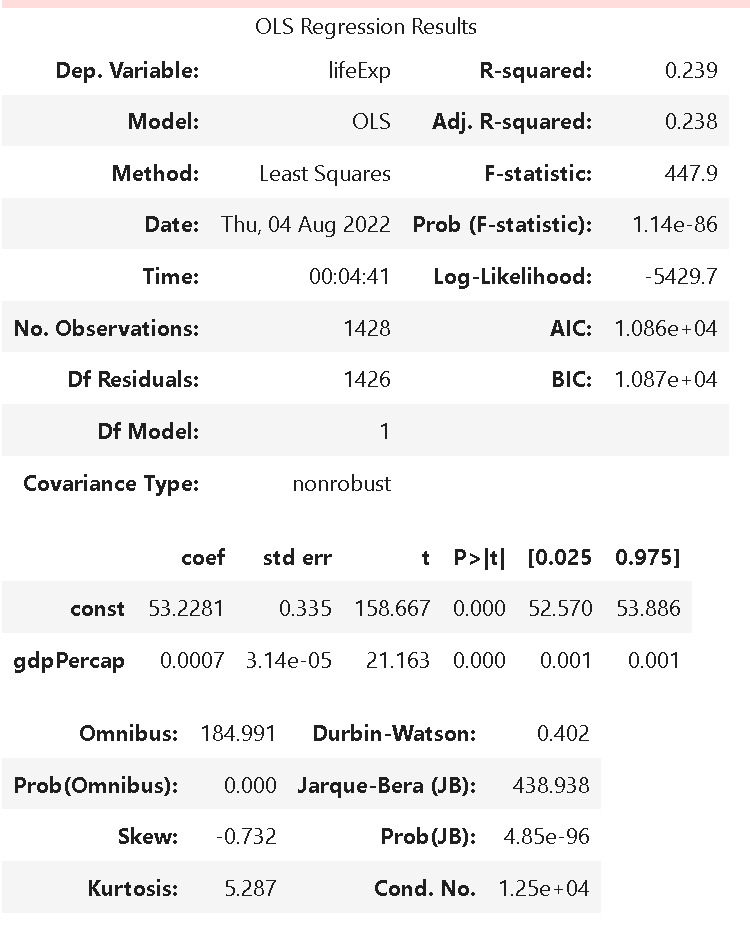 OLS Regression Results
Dep. Variable: lifeExp R-squared: 0.239
Model: OLS Adj. R-squared: 0.238
Method: Least Squares F-statistic: 447.9
Date: Thu, 04 Aug 2022 Prob (F-statistic): 1.14e-86
Time: 00:04:41 Log-Likelihood: -5429.7
No. Observations: 1428 AIC: 1.086e+04
Df Residuals: 1426 BIC: 1.087e+04
Df Model: 1
Covariance Type: nonrobust
coef std err t P>|t| [0.025 0.975]
const 53.2281 0.335 158.667 0.000 52.570 53.886
gdpPercap 0.0007 3.14e-05 21.163 0.000 0.001 0.001
Omnibus: 184.991 Durbin-Watson: 0.402
Prob(Omnibus): 0.000 Jarque-Bera (JB): 438.938
Skew: -0.732 Prob(JB): 4.85e-96
Kurtosis: 5.287 Cond. No. 1.25e+04